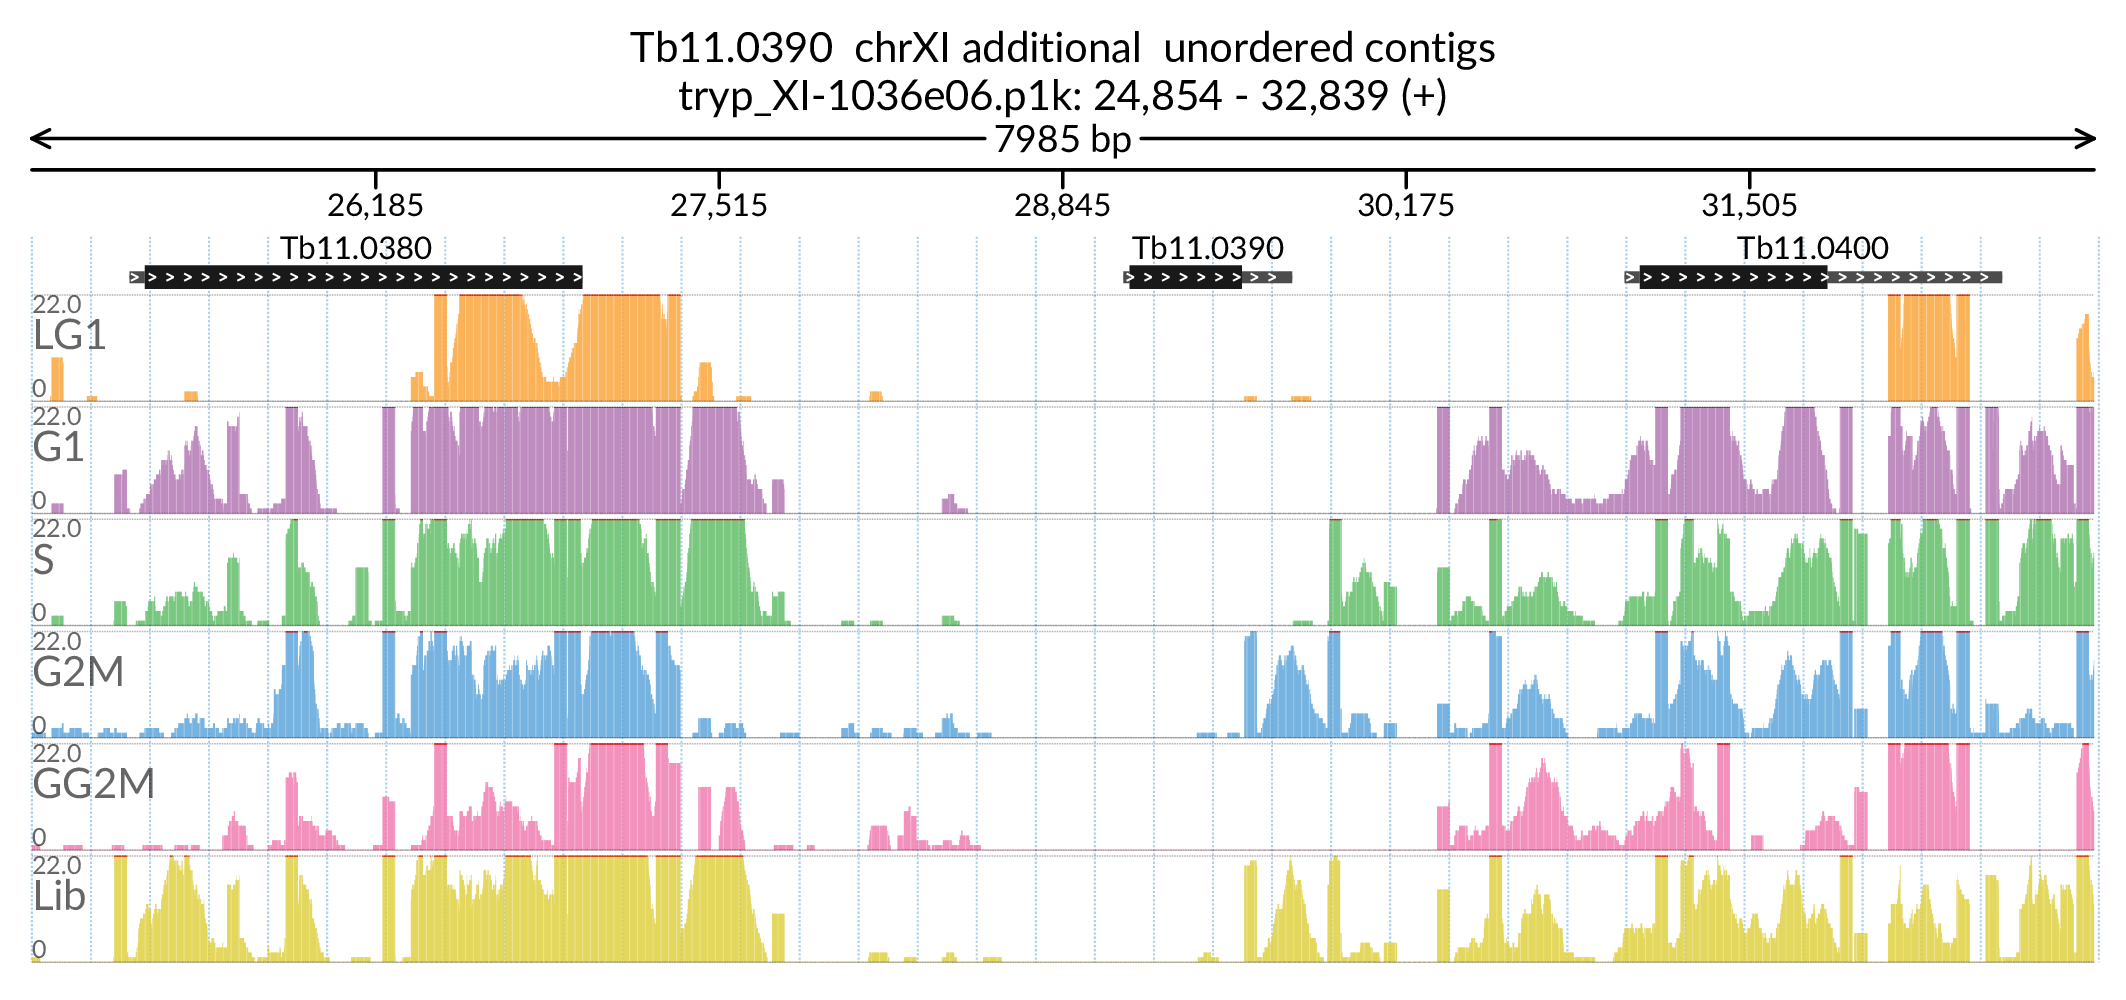 Tb11.0390  chrXI additional  unordered contigs
tryp_XI-1036e06.p1k: 24,854 - 32,839 (+)
7985 bp
26,185 27,515 28,845 30,175 31,505
Tb11.0380 Tb11.0390 Tb11.0400
22.0
LG1
0
22.0
G1
0
22.0
S
0
22.0
G2M
0
22.0
GG2M
0
22.0
Lib
0